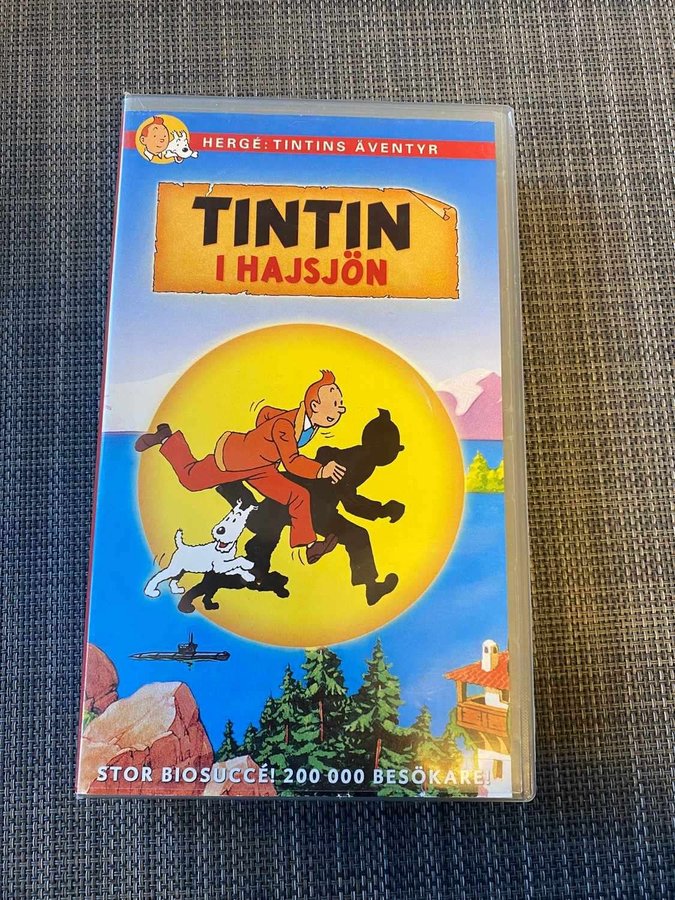 HERGÉ: TINTINS ÄVENTYR
TINTIN
I HAJSJÖN
STOR BIOSUCCÉ! 200 000 BESÖKARE!